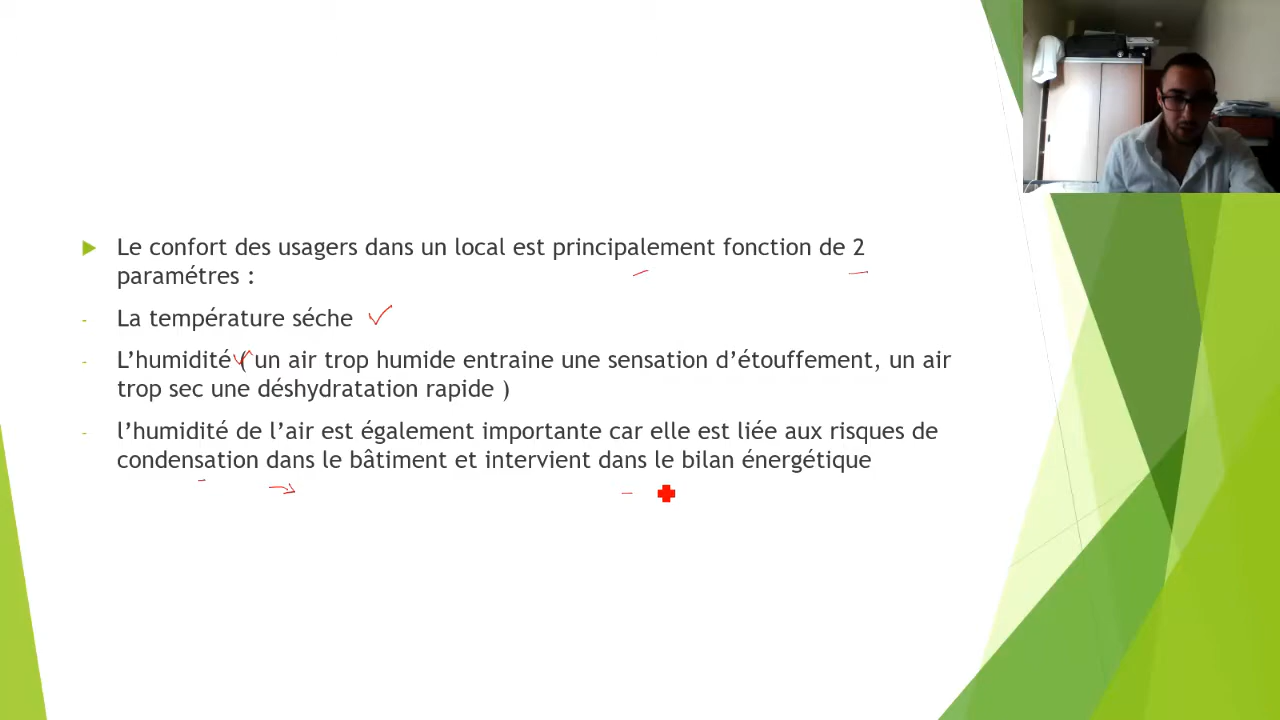 Le confort des usagers dans un local est principalement fonction de 2
paramétres :
- La température séche
- L'humidité ( un air trop humide entraine une sensation d'étouffement, un air
trop sec une déshydratation rapide )
- l'humidité de l'air est également importante car elle est liée aux risques de
condensation dans le bâtiment et intervient dans le bilan énergétique